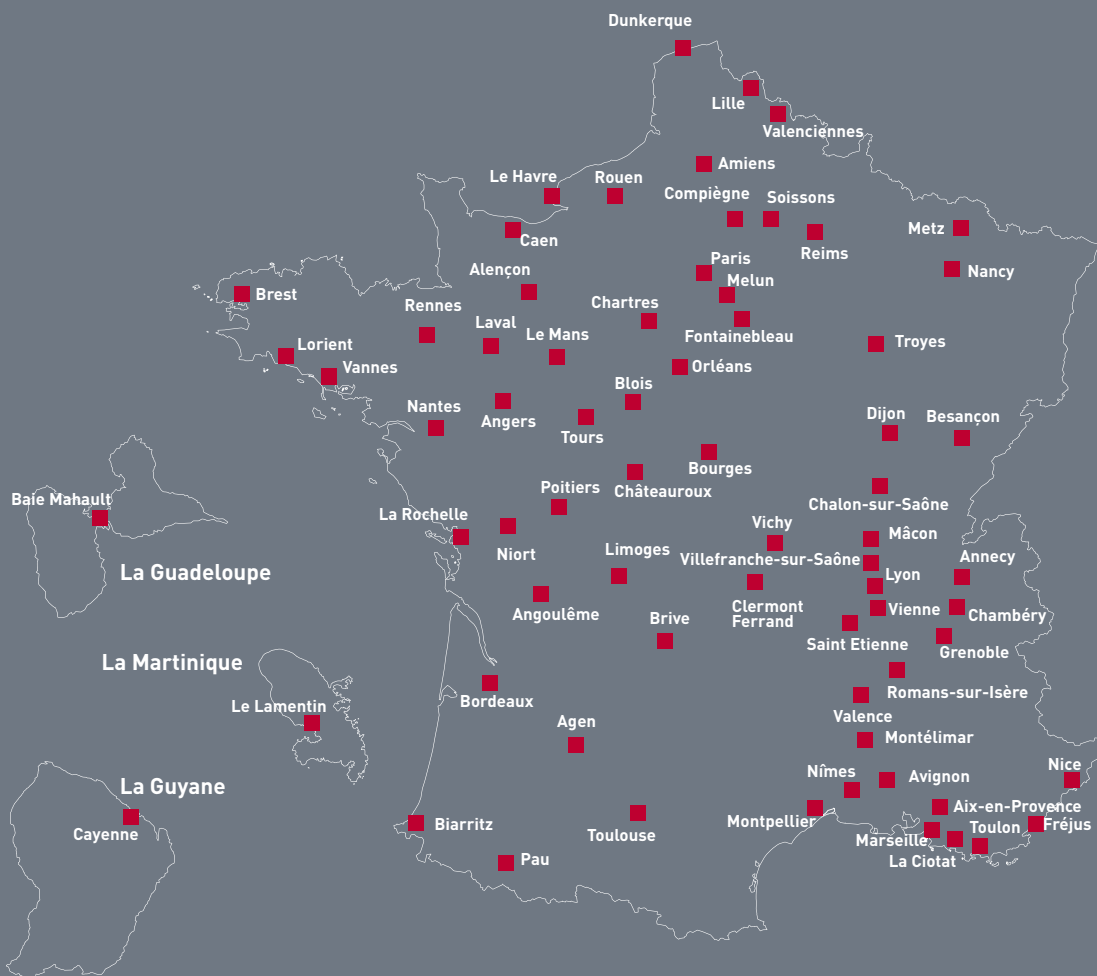 Dunkerque
Lille
Valenciennes
Amiens
Le Havre
Rouen
Compiègne
Soissons
Caen
Reims
Metz
Paris
Nancy
Alençon
Melun
Brest
Rennes
Chartres
Laval
Le Mans
Fontainebleau
Lorient
Troyes
Vannes
Orléans
Blois
Nantes
Angers
Tours
Dijon
Besançon
Bourges
Châteauroux
Poitiers
Baie Mahault
La Rochelle
Chalon-sur-Saône
Vichy
Mâcon
Niort
Limoges
Villefranche-sur-Saône
Annecy
La Guadeloupe
Lyon
Angoulême
Clermont
Ferrand
Vienne
Chambéry
Brive
Saint Etienne
Grenoble
La Martinique
Romans-sur-Isère
Bordeaux
Le Lamentin
Valence
Agen
Montélimar
Nice
Nîmes
Avignon
La Guyane
Aix-en-Provence
Cayenne
Biarritz
Toulouse
Montpellier
Toulon
Fréjus
Marseille
Pau
La Ciotat